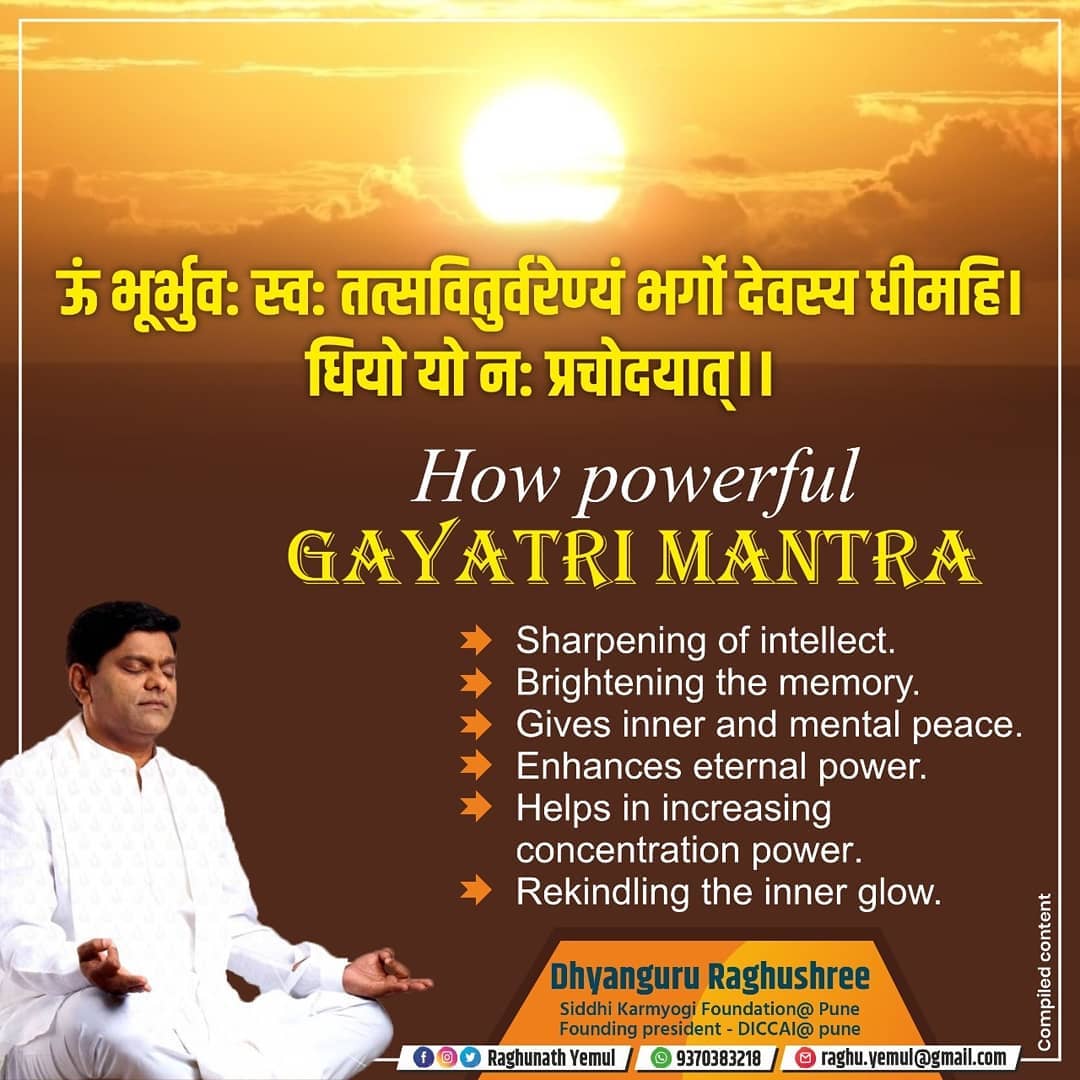 ऊं भूर्भुवः स्वः तत्सवितुर्वरेण्यं भर्गो देवस्य धीमहि।
धियो यो नः प्रचोदयात्।।
How powerful
GAYATRI MANTRA
Sharpening of intellect.
Brightening the memory.
Gives inner and mental peace.
Enhances eternal power.
Helps in increasing
concentration power.
Rekindling the inner glow.
Compiled content
Dhyanguru Raghushree
Siddhi Karmyogi Foundation@ Pune
Founding president - DICCAI@ pune
Raghunath Yemul 9370383218 raghu.yemul@gmail.com